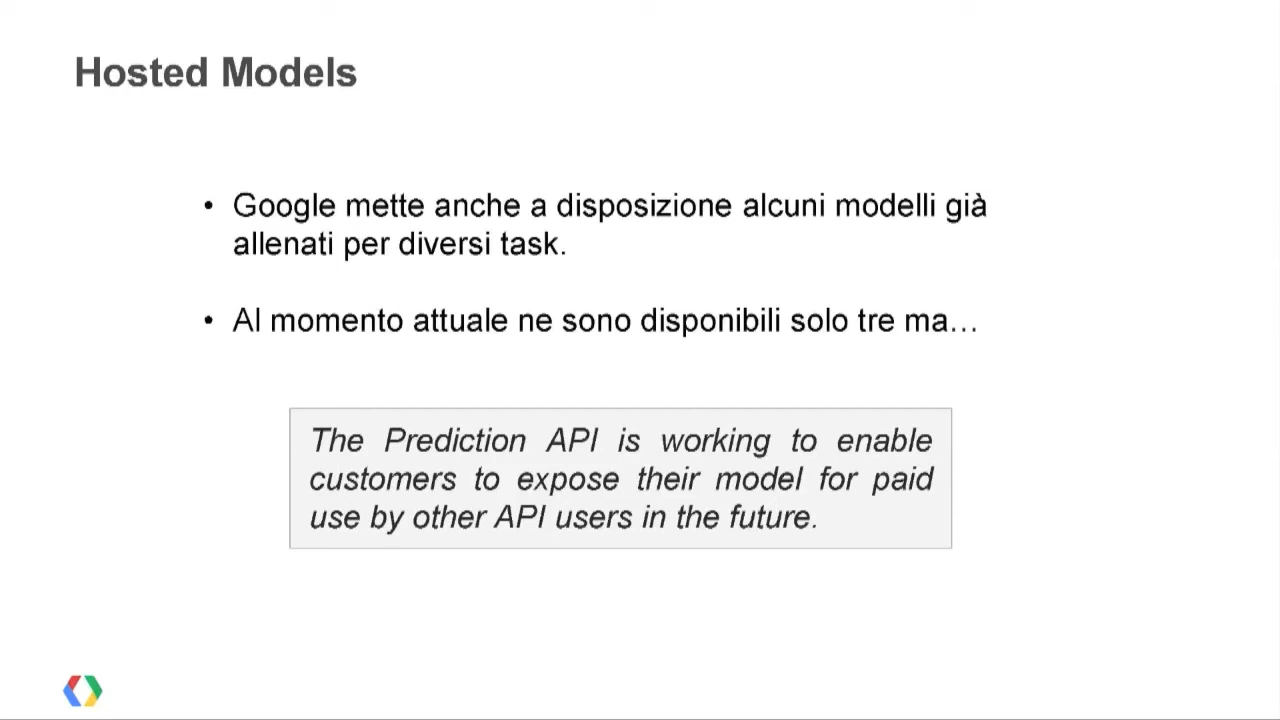 Hosted Models
• Google mette anche a disposizione alcuni modelli già
allenati per diversi task.
• Al momento attuale ne sono disponibili solo tre ma…
The Prediction API is working to enable
customers to expose their model for paid
use by other API users in the future.